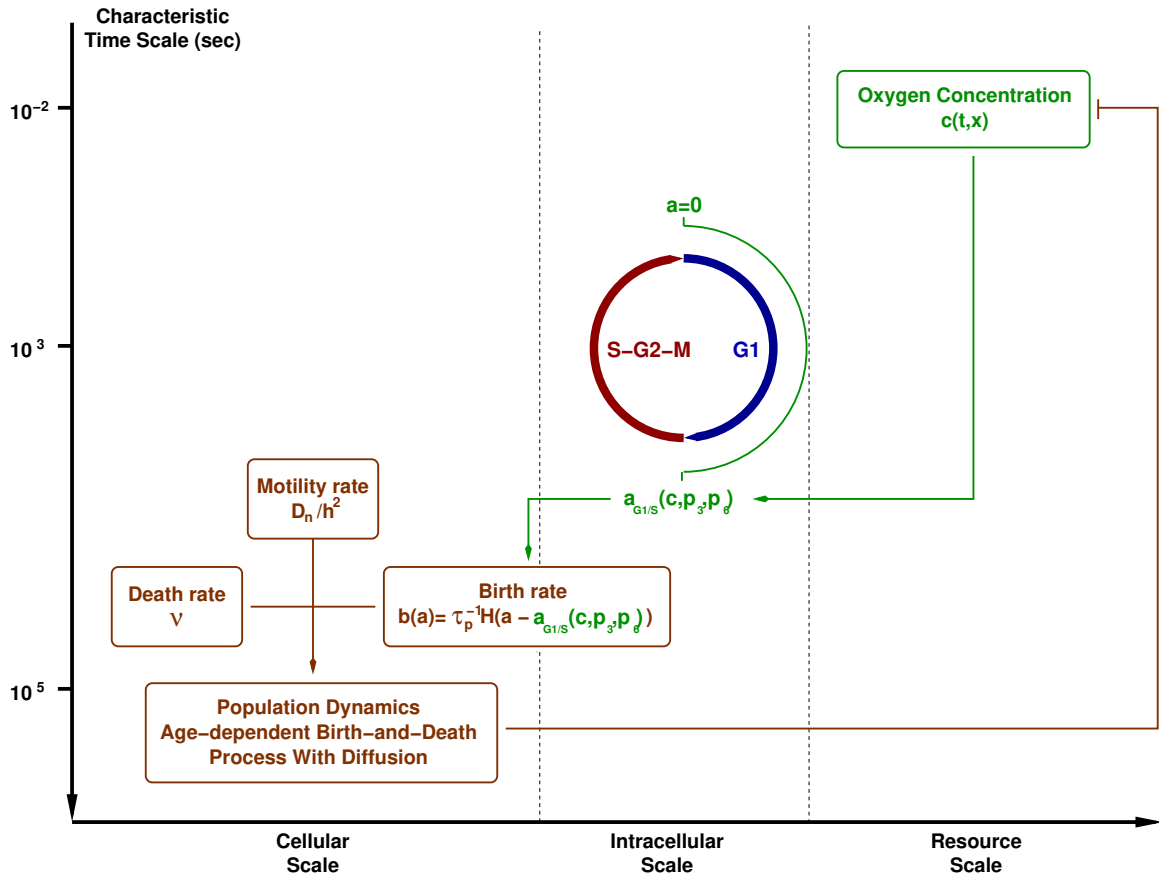 Characteristic
Time Scale (sec)
10⁻²
Oxygen Concentration
c(t,x)
a=0
10³
S−G2−M
G1
Motility rate
Dₙ/h²
a_G1/S(c,p₃,p₆)
Death rate
ν
Birth rate
b(a)= τₚ⁻¹H(a − a_G1/S(c,p₃,p₆))
10⁵
Population Dynamics
Age−dependent Birth−and−Death
Process With Diffusion
Cellular
Scale
Intracellular
Scale
Resource
Scale